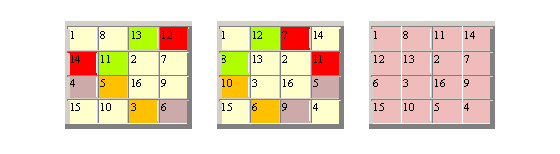 1 8 13 12
14 11 2 7
4 5 16 9
15 10 3 6
1 12 7 14
8 13 2 11
10 3 16 5
15 6 9 4
1 8 11 14
12 13 2 7
6 3 16 9
15 10 5 4